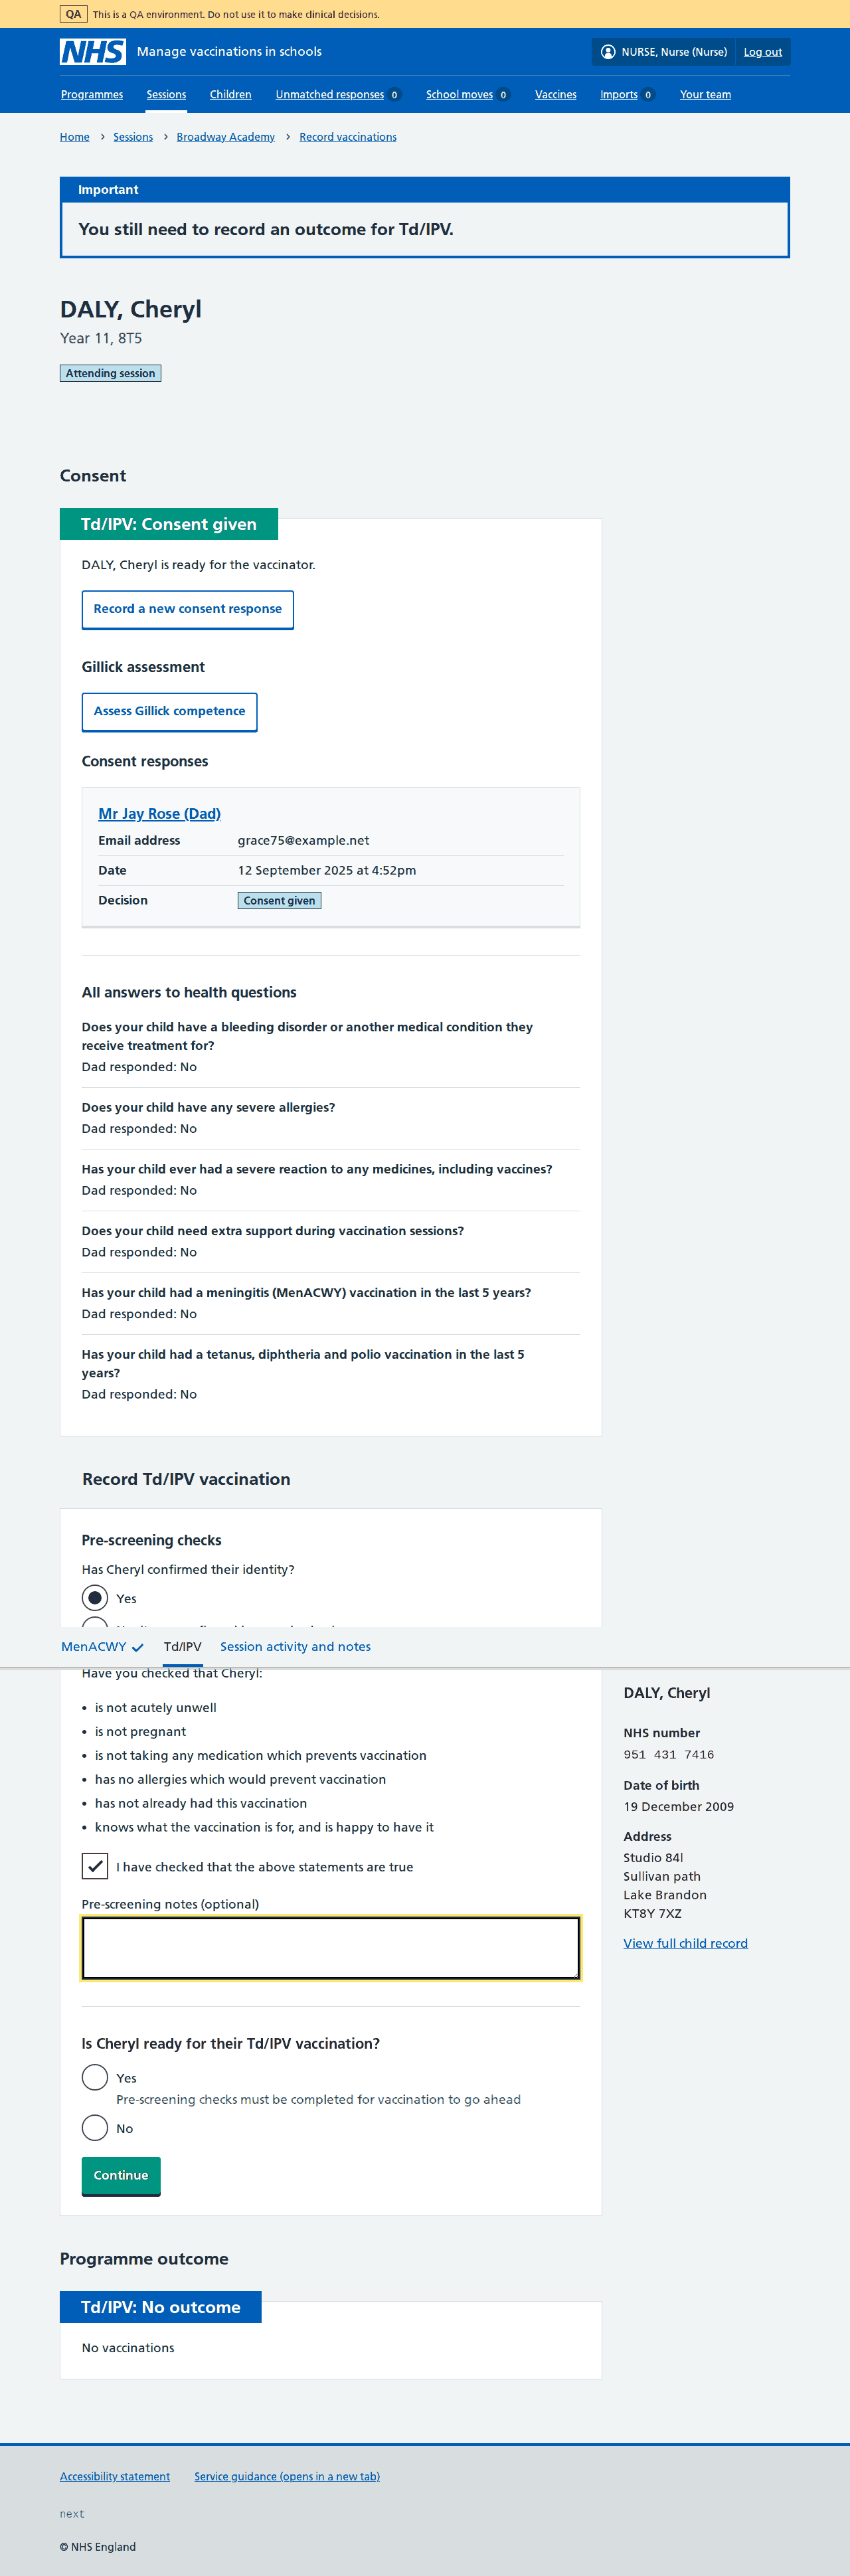 QA This is a QA environment. Do not use it to make clinical decisions.
NHS Manage vaccinations in schools NURSE, Nurse (Nurse) Log out
Programmes Sessions Children Unmatched responses 0 School moves 0 Vaccines Imports 0 Your team
Home Sessions Broadway Academy Record vaccinations
Important
You still need to record an outcome for Td/IPV.
DALY, Cheryl
Year 11, 8T5
Attending session
Consent
Td/IPV: Consent given
DALY, Cheryl is ready for the vaccinator.
Record a new consent response
Gillick assessment
Assess Gillick competence
Consent responses
Mr Jay Rose (Dad)
Email address grace75@example.net
Date 12 September 2025 at 4:52pm
Decision Consent given
All answers to health questions
Does your child have a bleeding disorder or another medical condition they
receive treatment for?
Dad responded: No
Does your child have any severe allergies?
Dad responded: No
Has your child ever had a severe reaction to any medicines, including vaccines?
Dad responded: No
Does your child need extra support during vaccination sessions?
Dad responded: No
Has your child had a meningitis (MenACWY) vaccination in the last 5 years?
Dad responded: No
Has your child had a tetanus, diphtheria and polio vaccination in the last 5
years?
Dad responded: No
Record Td/IPV vaccination
Pre-screening checks
Has Cheryl confirmed their identity?
Yes
MenACWY Td/IPV Session activity and notes
Have you checked that Cheryl:
is not acutely unwell
is not pregnant
is not taking any medication which prevents vaccination
has no allergies which would prevent vaccination
has not already had this vaccination
knows what the vaccination is for, and is happy to have it
I have checked that the above statements are true
Pre-screening notes (optional)
Is Cheryl ready for their Td/IPV vaccination?
Yes
Pre-screening checks must be completed for vaccination to go ahead
No
Continue
DALY, Cheryl
NHS number
951 431 7416
Date of birth
19 December 2009
Address
Studio 84l
Sullivan path
Lake Brandon
KT8Y 7XZ
View full child record
Programme outcome
Td/IPV: No outcome
No vaccinations
Accessibility statement Service guidance (opens in a new tab)
next
© NHS England